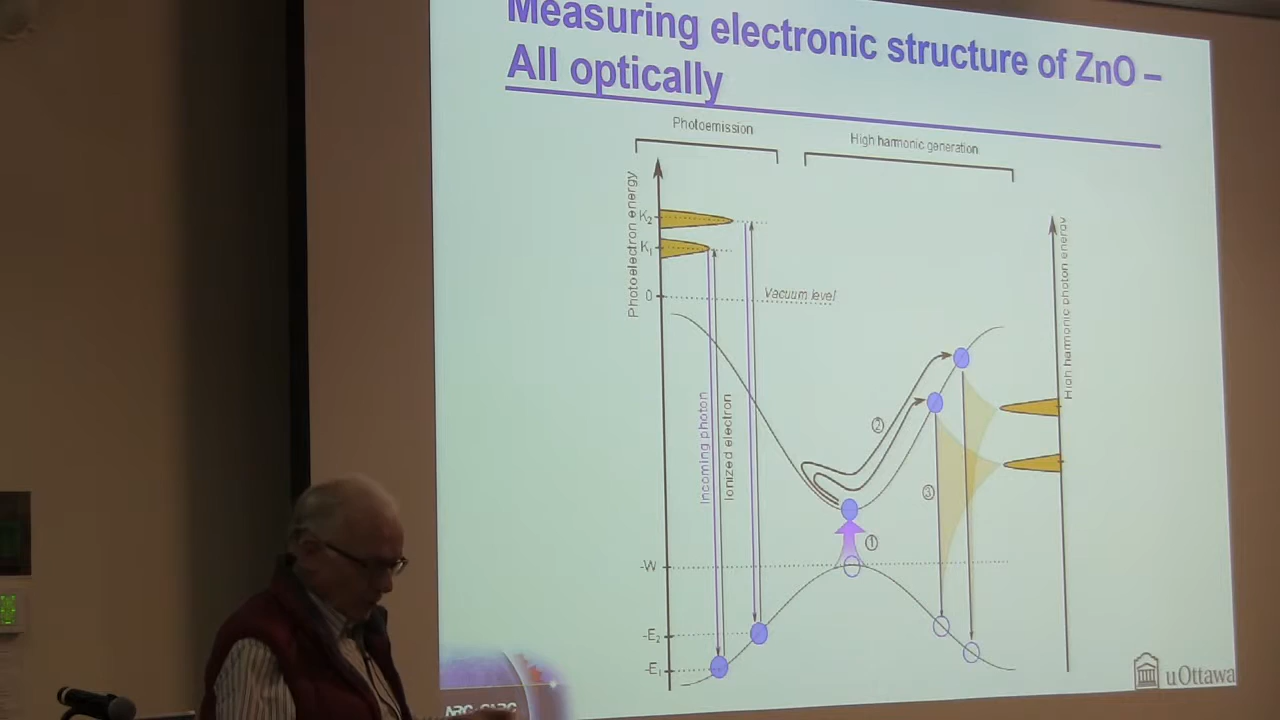 Measuring electronic structure of ZnO –
All optically
Photoemission
High harmonic generation
Photoelectron energy
K₂
K₁
0
Vacuum level
High harmonic photon energy
Incoming photon
Ionized electron
②
③
①
-W
-E₂
-E₁
uOttawa